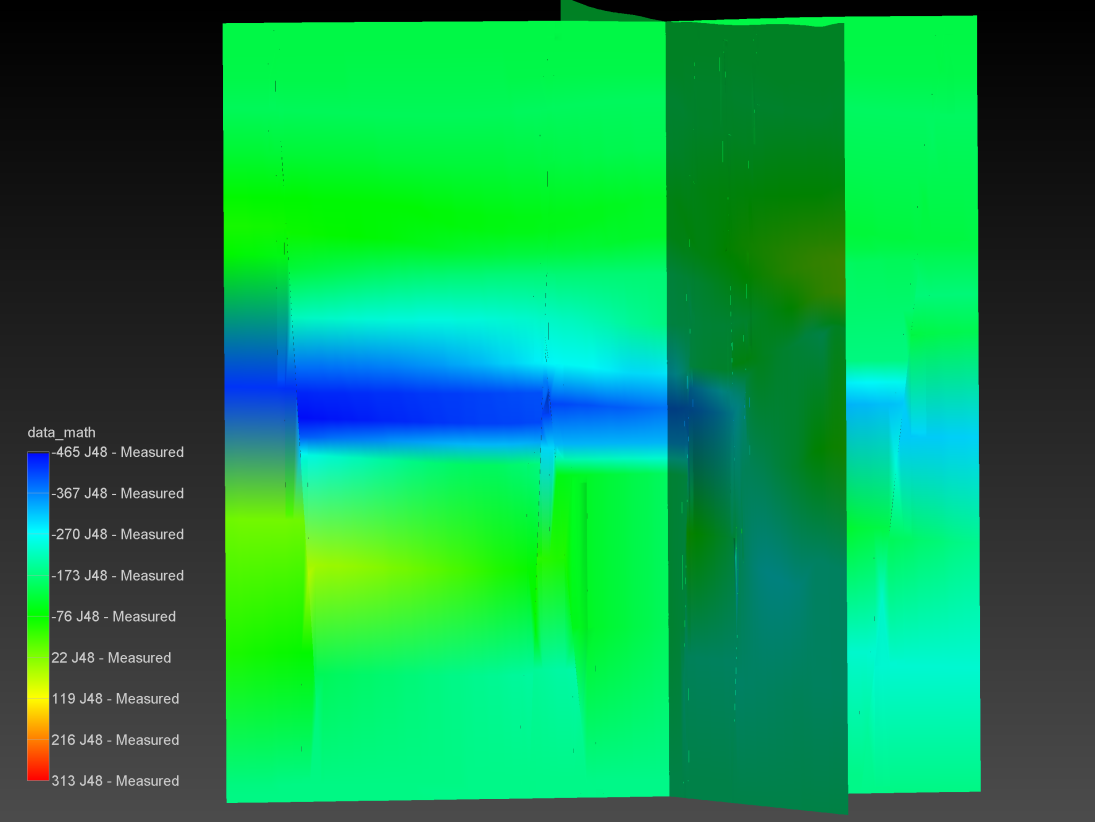 data_math
-465 J48 - Measured
-367 J48 - Measured
-270 J48 - Measured
-173 J48 - Measured
-76 J48 - Measured
22 J48 - Measured
119 J48 - Measured
216 J48 - Measured
313 J48 - Measured